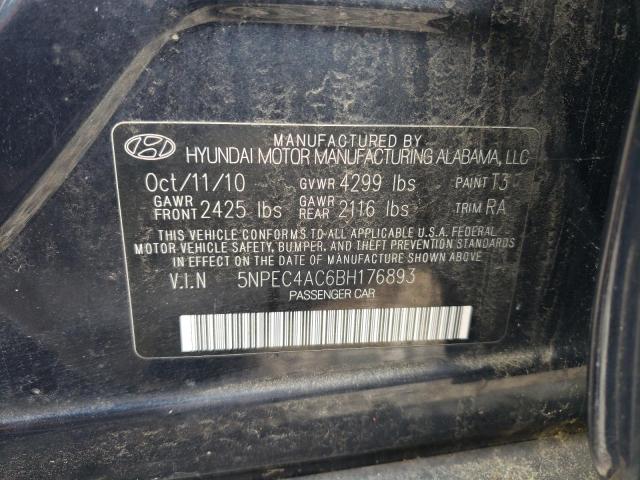 MANUFACTURED BY
HYUNDAI MOTOR MANUFACTURING ALABAMA, LLC
Oct/11/10 GVWR 4299 lbs PAINT T3
GAWR FRONT 2425 lbs GAWR REAR 2116 lbs TRIM RA
THIS VEHICLE CONFORMS TO ALL APPLICABLE U.S.A. FEDERAL
MOTOR VEHICLE SAFETY, BUMPER, AND THEFT PREVENTION
STANDARDS IN EFFECT ON THE DATE OF MANUFACTURE SHOWN ABOVE
V.I.N 5NPEC4AC6BH176893
PASSENGER CAR